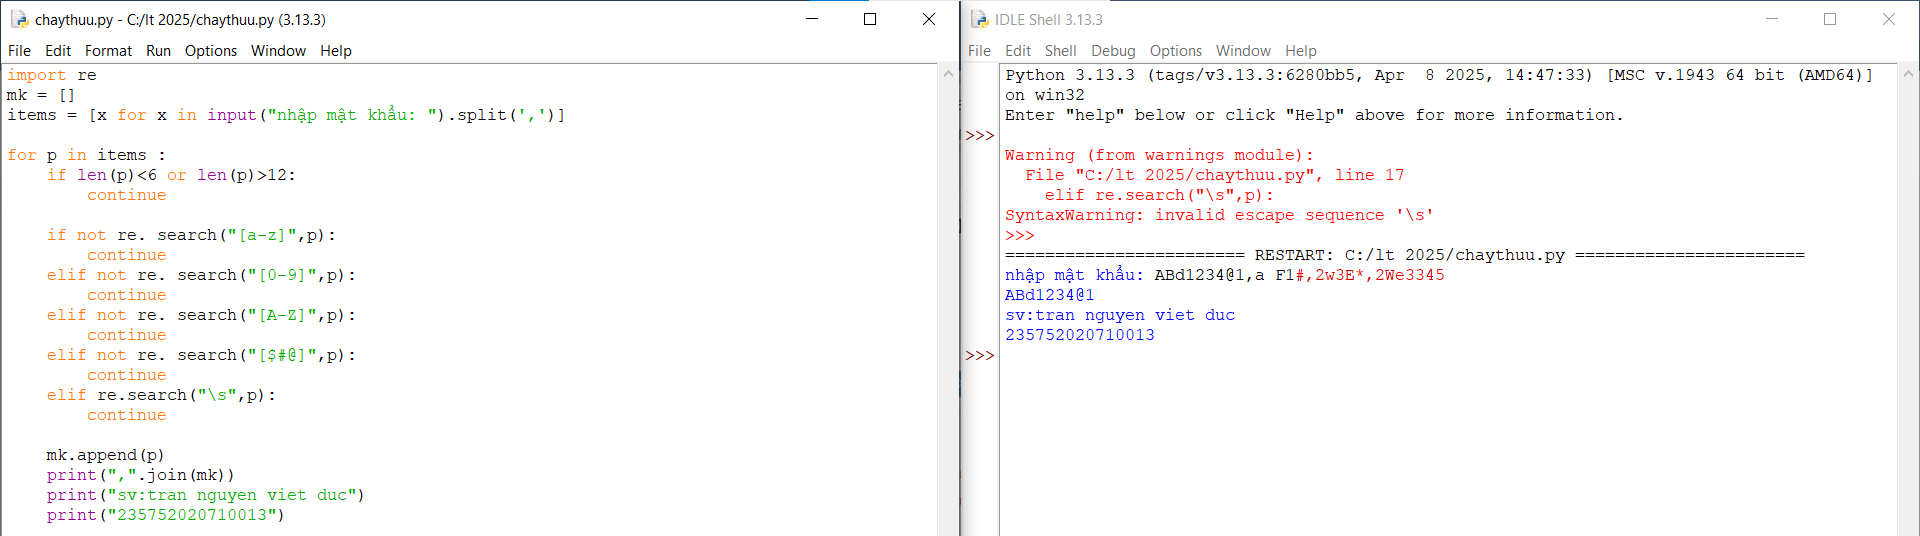 chaythuu.py - C:/lt 2025/chaythuu.py (3.13.3)
File Edit Format Run Options Window Help
import re
mk = []
items = [x for x in input("nhập mật khẩu: ").split(',')]
for p in items :
    if len(p)<6 or len(p)>12:
        continue
    if not re. search("[a-z]",p):
        continue
    elif not re. search("[0-9]",p):
        continue
    elif not re. search("[A-Z]",p):
        continue
    elif not re. search("[$#@]",p):
        continue
    elif re.search("\s",p):
        continue
    mk.append(p)
    print(",".join(mk))
    print("sv:tran nguyen viet duc")
    print("235752020710013")
IDLE Shell 3.13.3
File Edit Shell Debug Options Window Help
Python 3.13.3 (tags/v3.13.3:6280bb5, Apr  8 2025, 14:47:33) [MSC v.1943 64 bit (AMD64)]
on win32
Enter "help" below or click "Help" above for more information.
>>>
Warning (from warnings module):
  File "C:/lt 2025/chaythuu.py", line 17
    elif re.search("\s",p):
SyntaxWarning: invalid escape sequence '\s'
>>>
======================== RESTART: C:/lt 2025/chaythuu.py =======================
nhập mật khẩu: ABd1234@1,a F1#,2w3E*,2We3345
ABd1234@1
sv:tran nguyen viet duc
235752020710013
>>>